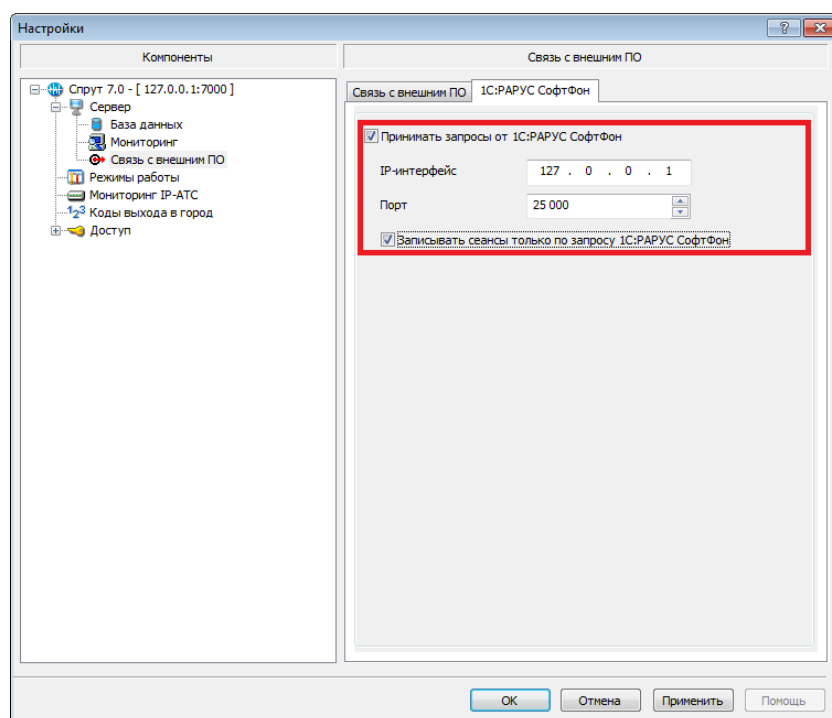 Настройки
Компоненты
Связь с внешним ПО
Спрут 7.0 - [ 127.0.0.1:7000 ]
Сервер
База данных
Мониторинг
Связь с внешним ПО
Режимы работы
Мониторинг IP-АТС
Коды выхода в город
Доступ
Связь с внешним ПО
1С:РАРУС СофтФон
Принимать запросы от 1С:РАРУС СофтФон
IP-интерфейс
127 . 0 . 0 . 1
Порт
25 000
Записывать сеансы только по запросу 1С:РАРУС СофтФон
ОК
Отмена
Применить
Помощь